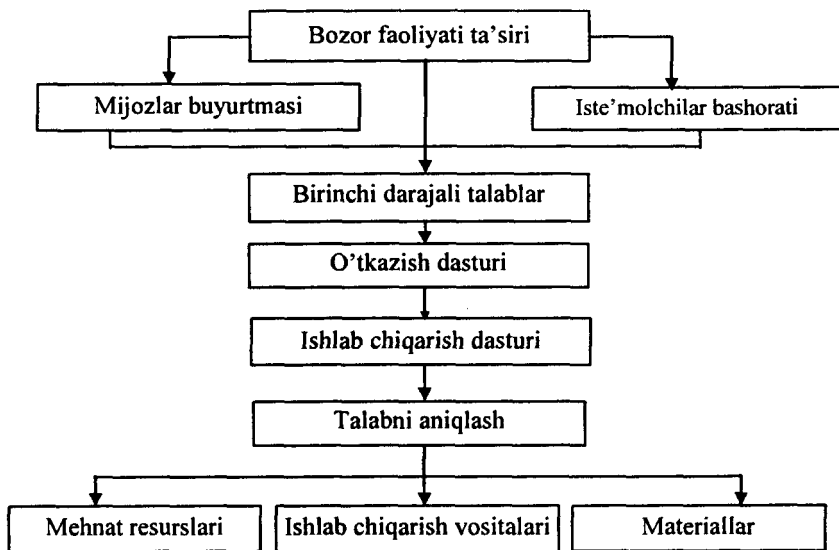 Bozor faoliyati ta’siri
Mijozlar buyurtmasi
Iste’molchilar bashorati
Birinchi darajali talablar
O’tkazish dasturi
Ishlab chiqarish dasturi
Talabni aniqlash
Mehnat resurslari
Ishlab chiqarish vositalari
Materiallar